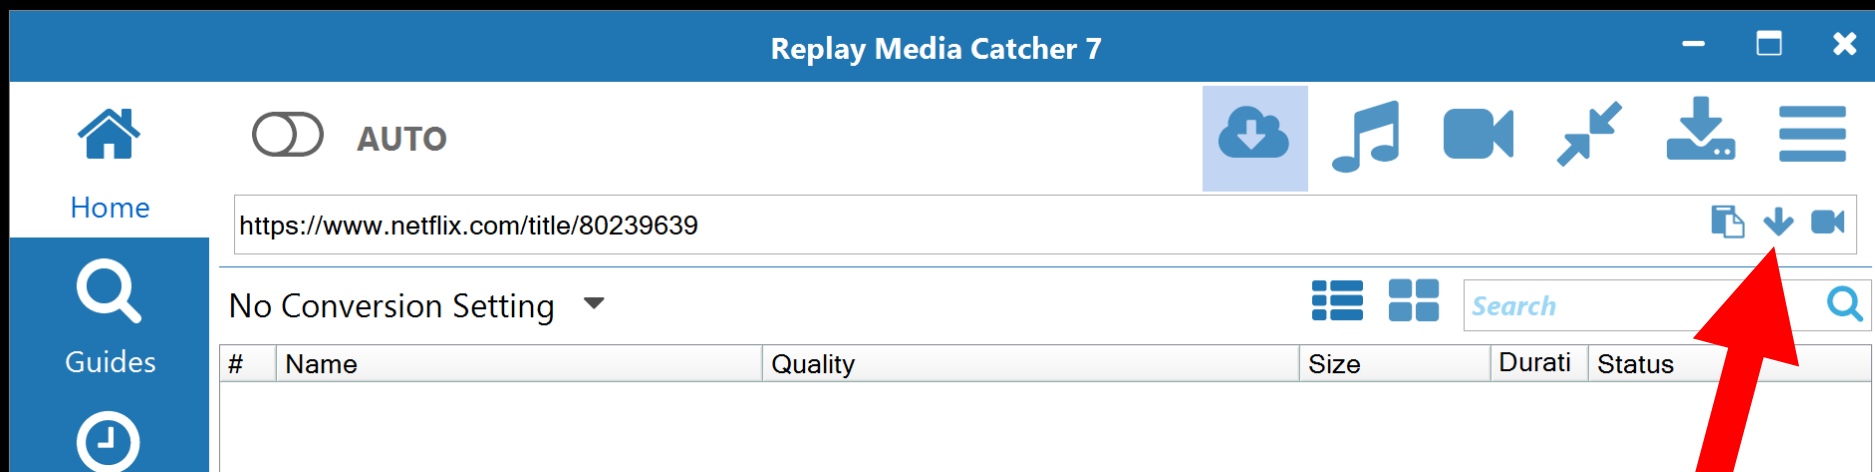 Replay Media Catcher 7
AUTO
Home
https://www.netflix.com/title/80239639
No Conversion Setting
Search
Guides
# Name Quality Size Durati Status